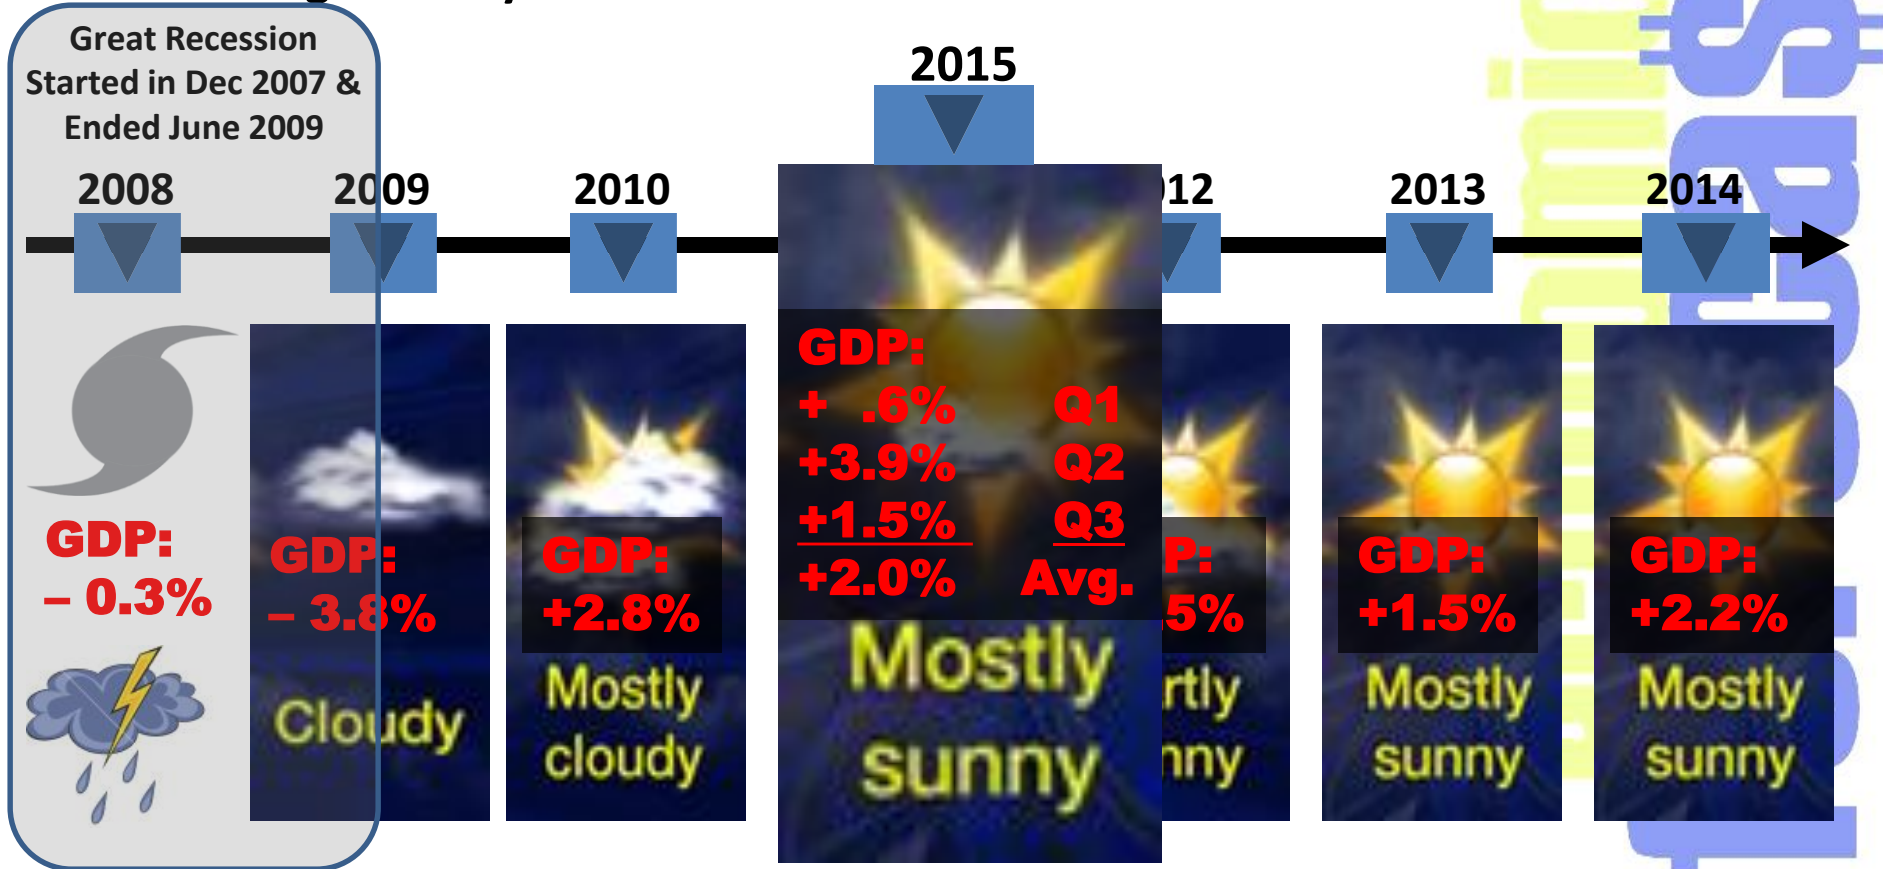 Great Recession
Started in Dec 2007 &
Ended June 2009
2015
2008
2009
2010
12
2013
2014
GDP:
– 0.3%
GDP:
– 3.8%
Cloudy
GDP:
+2.8%
Mostly
cloudy
GDP:
+ .6% Q1
+3.9% Q2
+1.5% Q3
+2.0% Avg.
Mostly
sunny
P:
5%
rtly
nny
GDP:
+1.5%
Mostly
sunny
GDP:
+2.2%
Mostly
sunny